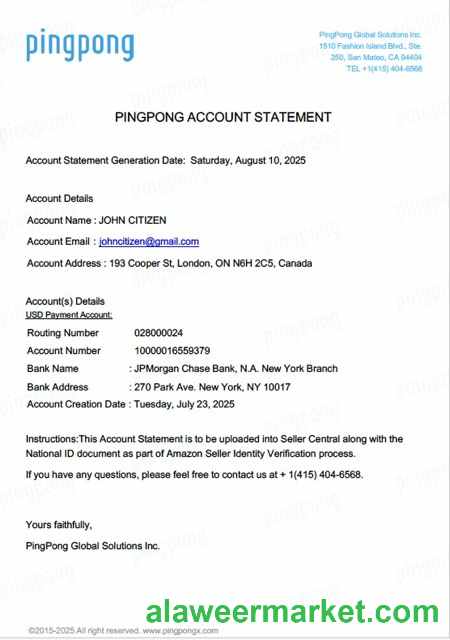 pingpong
PingPong Global Solutions Inc.
1510 Fashion Island Blvd., Ste.
250, San Mateo, CA 94404
TEL +1(415) 404-6568
PINGPONG ACCOUNT STATEMENT
Account Statement Generation Date: Saturday, August 10, 2025
Account Details
Account Name : JOHN CITIZEN
Account Email : johncitizen@gmail.com
Account Address : 193 Cooper St, London, ON N6H 2C5, Canada
Account(s) Details
USD Payment Account:
Routing Number 028000024
Account Number 10000016559379
Bank Name : JPMorgan Chase Bank, N.A. New York Branch
Bank Address : 270 Park Ave. New York, NY 10017
Account Creation Date : Tuesday, July 23, 2025
Instructions:This Account Statement is to be uploaded into Seller Central along with the
National ID document as part of Amazon Seller Identity Verification process.
If you have any questions, please feel free to contact us at + 1(415) 404-6568.
Yours faithfully,
PingPong Global Solutions Inc.
alaweermarket.com
©2015-2025 All right reserved. www.pingpongx.com